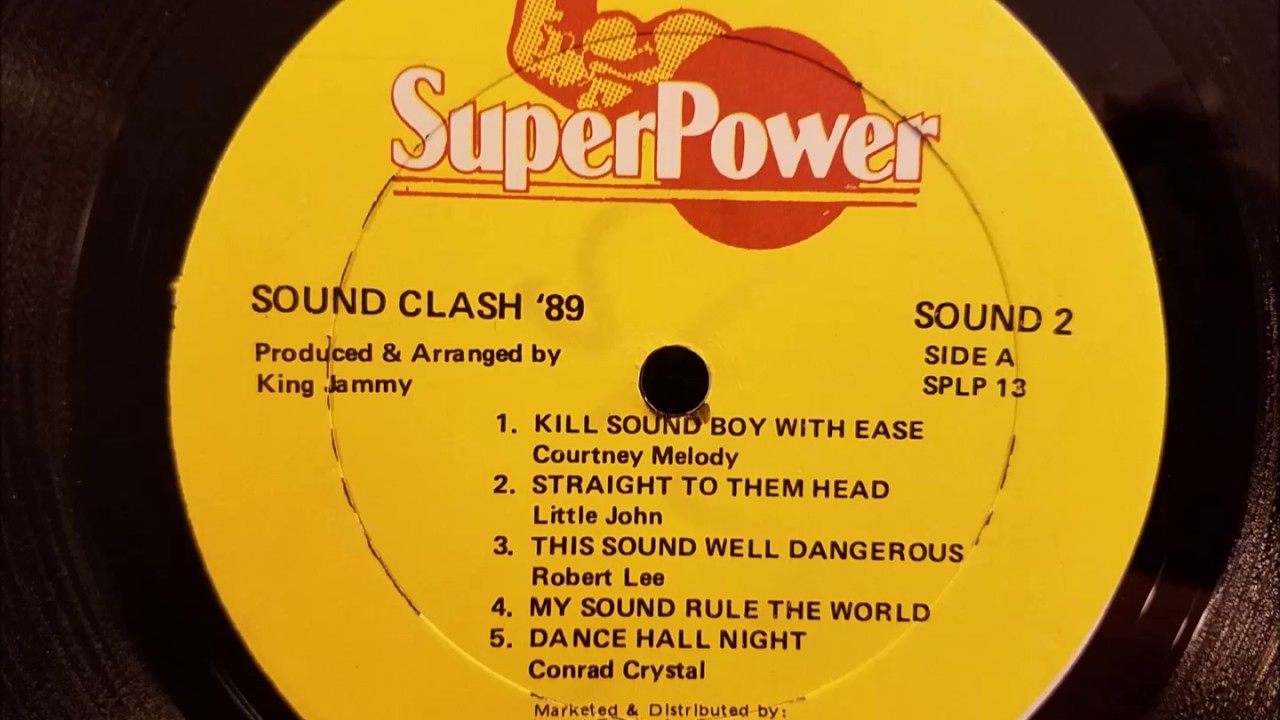 SuperPower
SOUND CLASH '89
Produced & Arranged by
King Jammy
SOUND 2
SIDE A
SPLP 13
1. KILL SOUND BOY WITH EASE
Courtney Melody
2. STRAIGHT TO THEM HEAD
Little John
3. THIS SOUND WELL DANGEROUS
Robert Lee
4. MY SOUND RULE THE WORLD
5. DANCE HALL NIGHT
Conrad Crystal
Marketed & Distributed by: